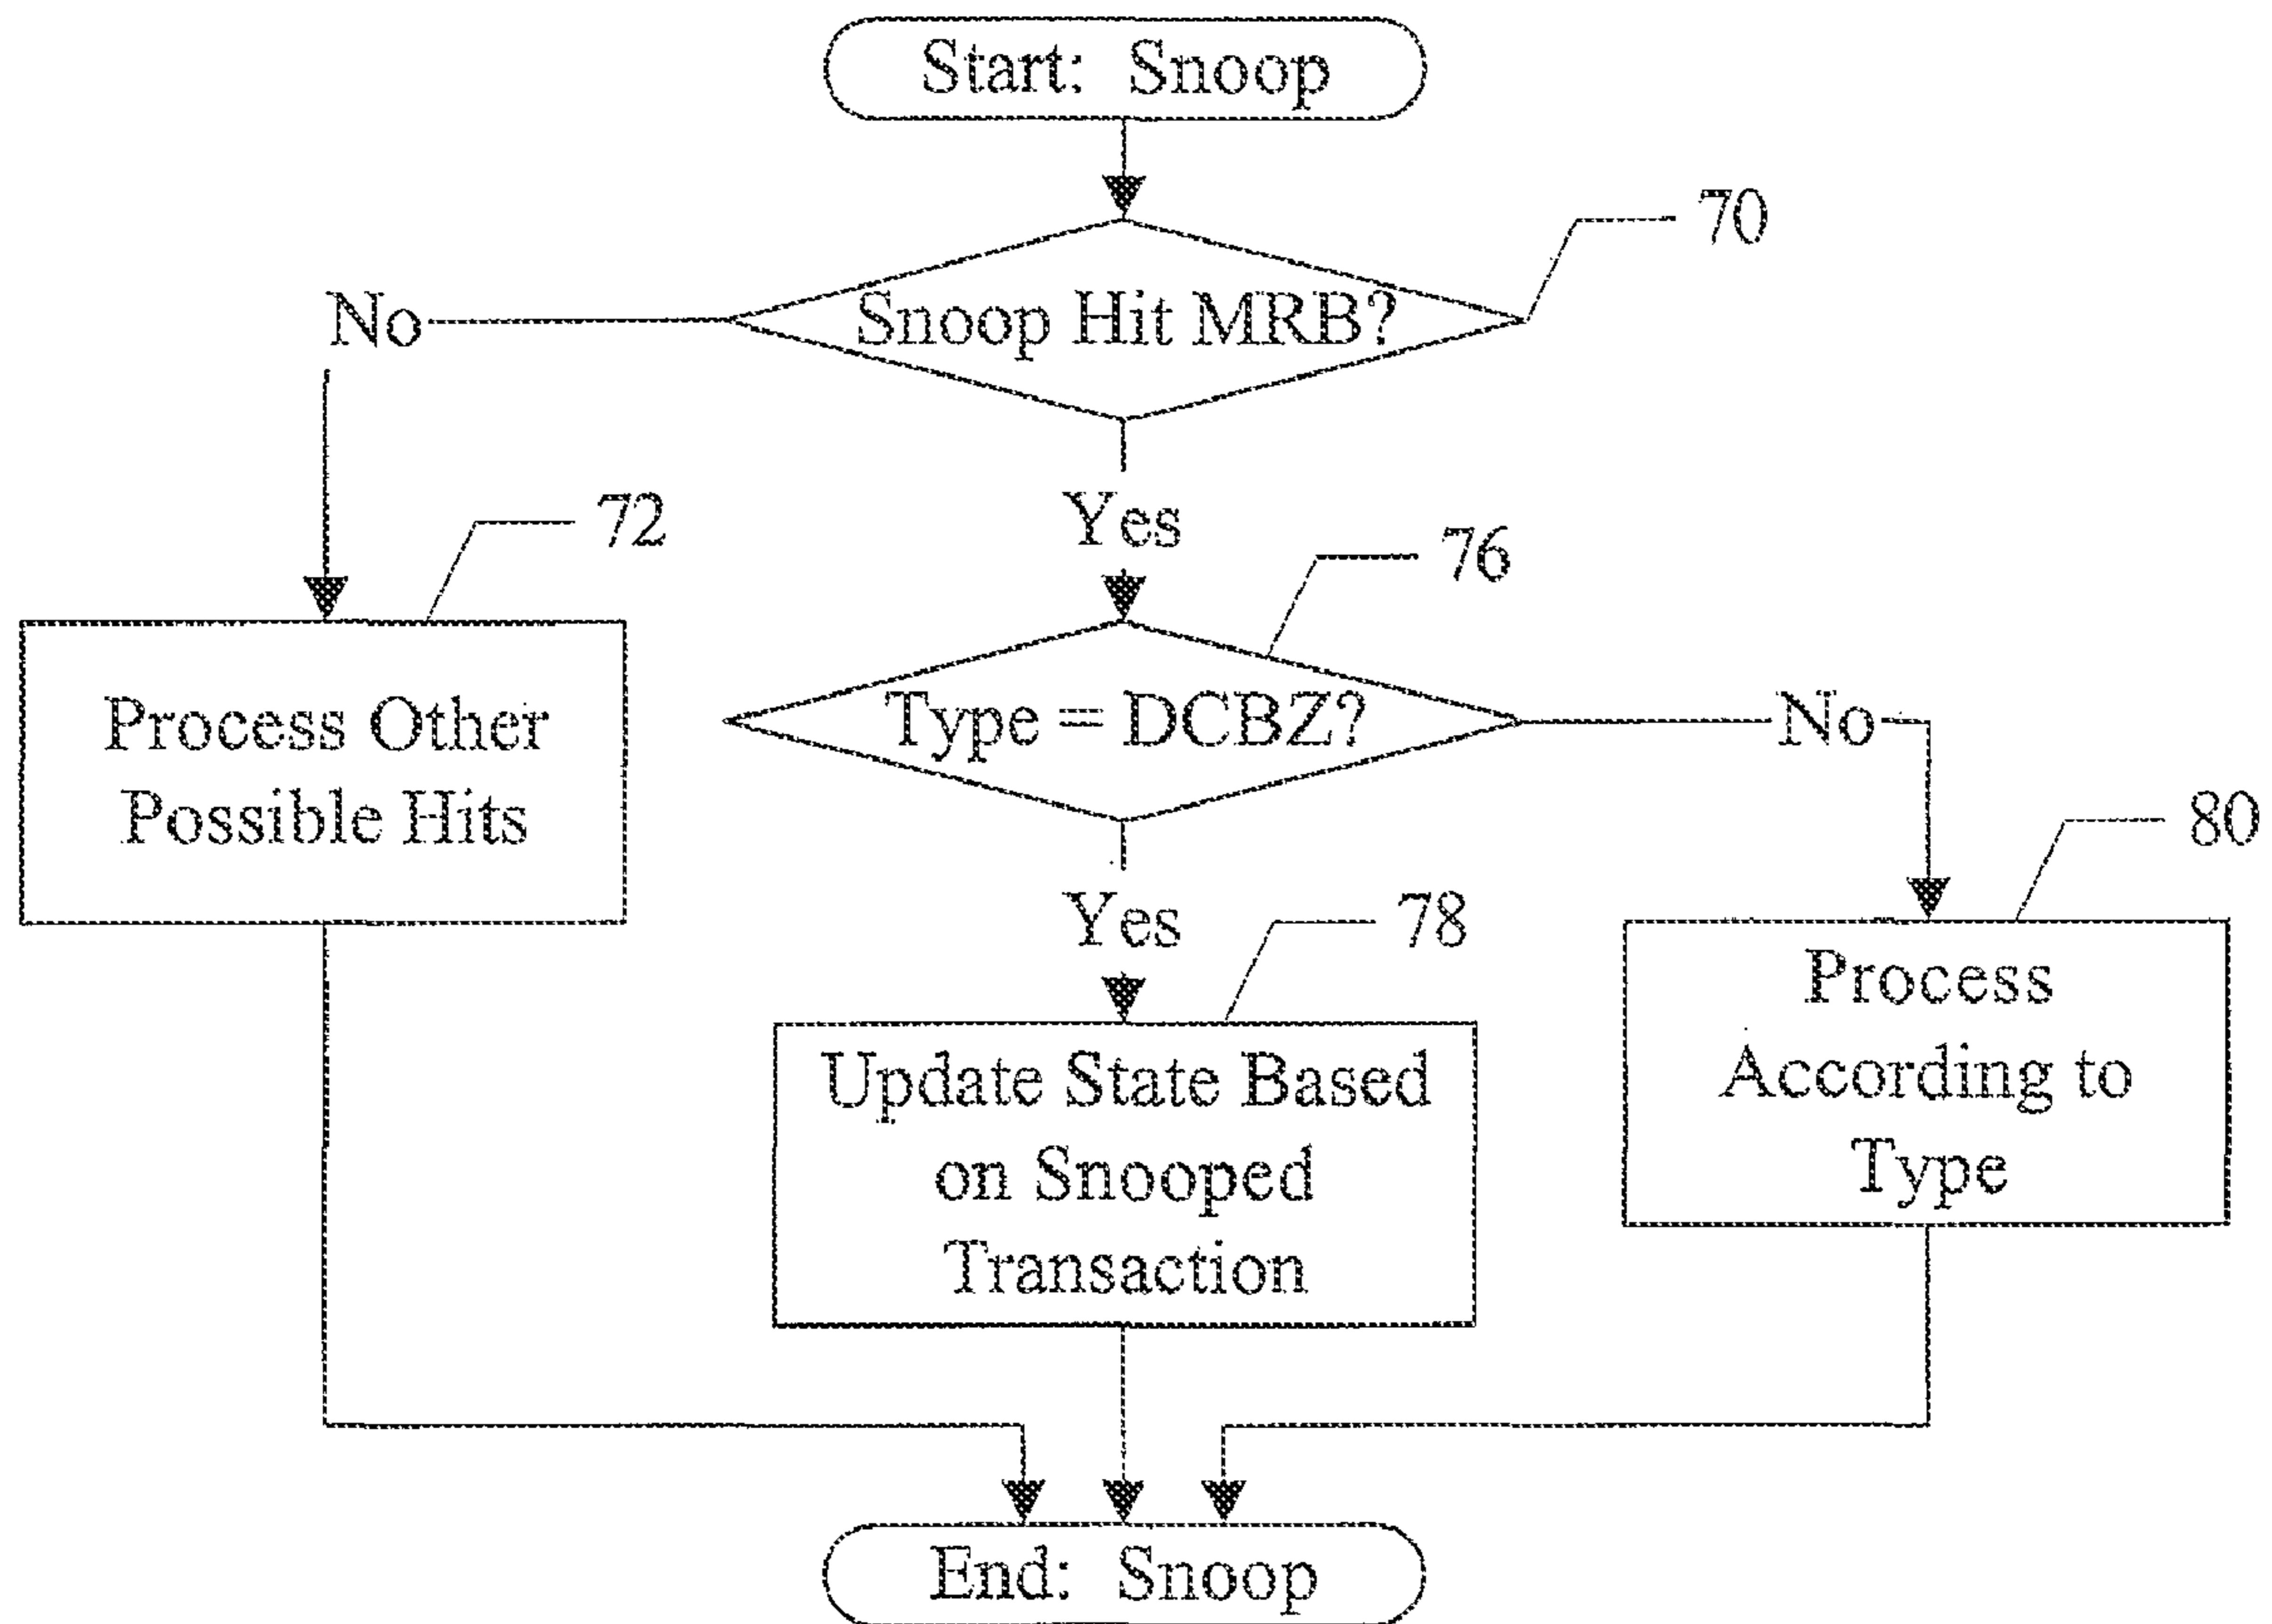 Start: Snoop
70
Snoop Hit MRB?
No
Yes
72
76
Process Other
Possible Hits
Type = DCBZ?
No
80
Yes
78
Process
According to
Type
Update State Based
on Snooped
Transaction
End: Snoop